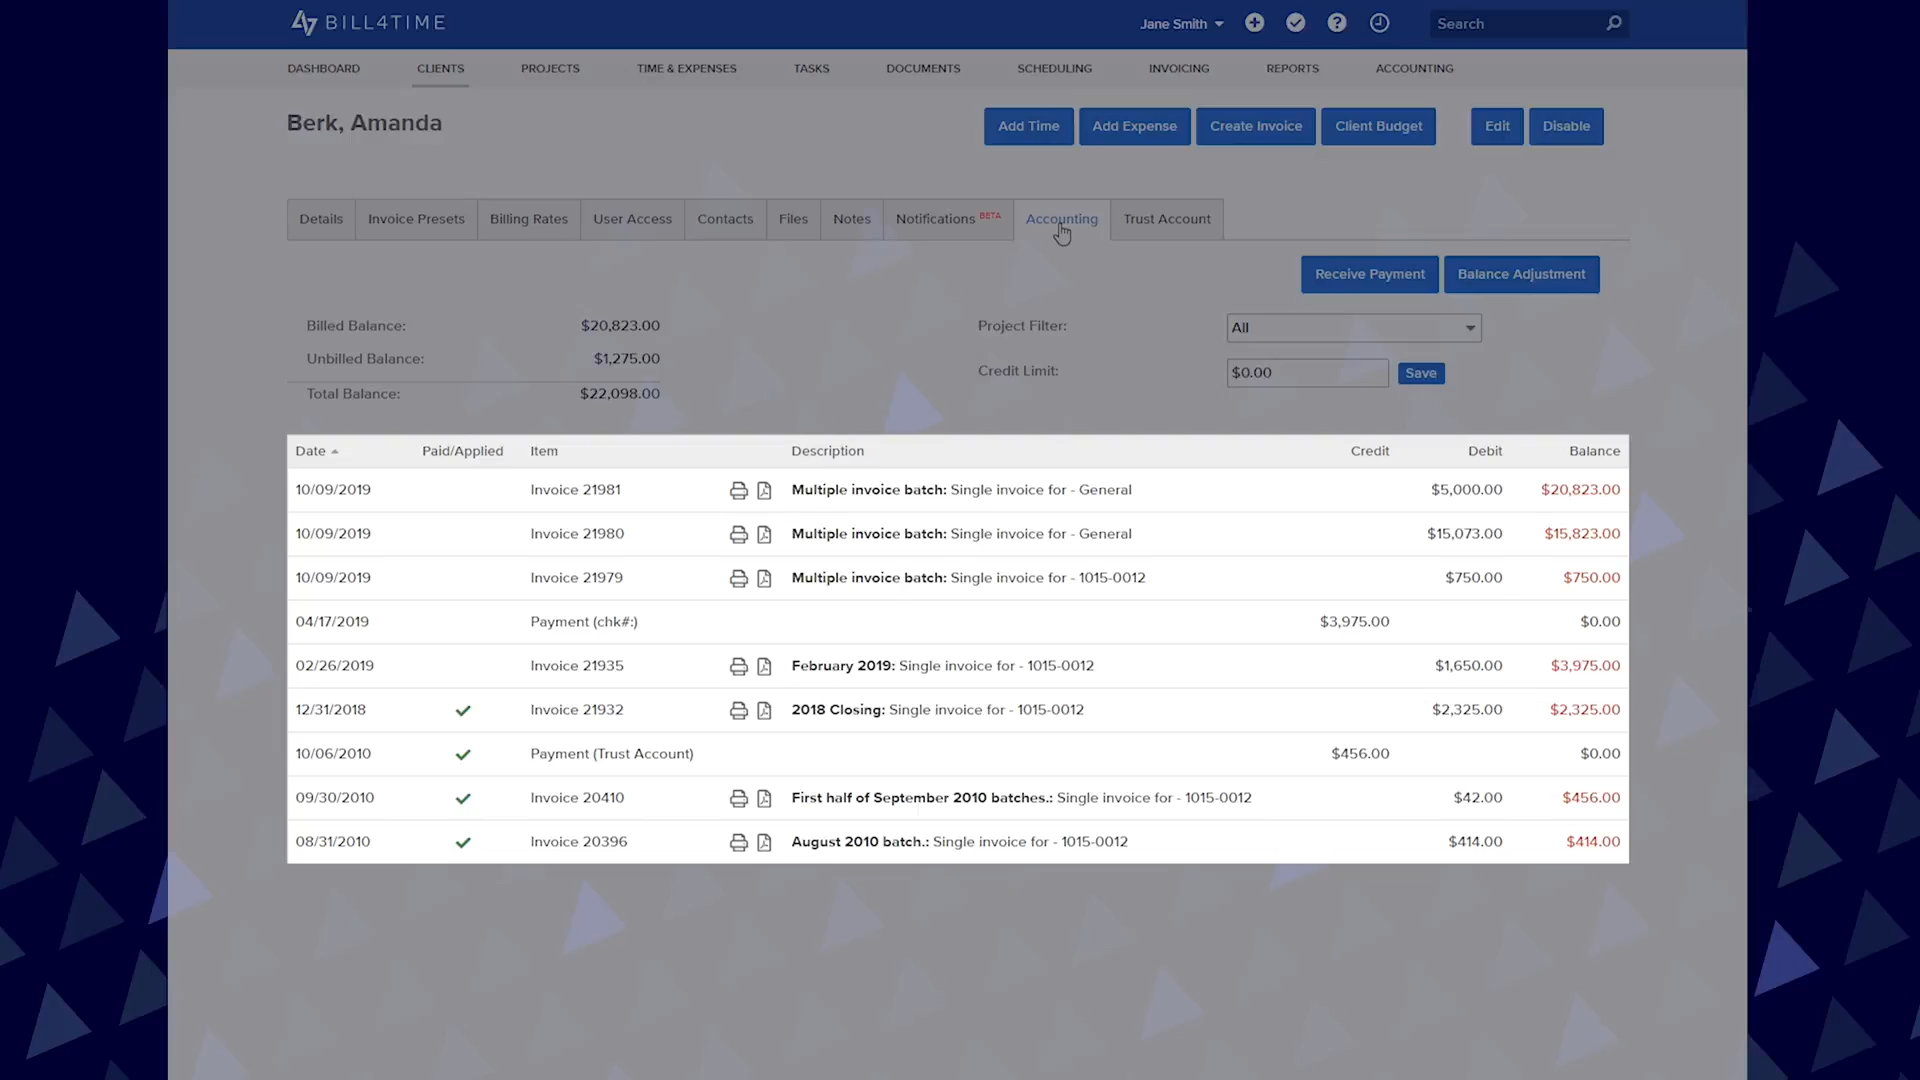 BILL4TIME
Jane Smith
Search
DASHBOARD CLIENTS PROJECTS TIME & EXPENSES TASKS DOCUMENTS SCHEDULING INVOICING REPORTS ACCOUNTING
Berk, Amanda
Add Time Add Expense Create Invoice Client Budget Edit Disable
Details Invoice Presets Billing Rates User Access Contacts Files Notes Notifications BETA Accounting Trust Account
Receive Payment Balance Adjustment
Billed Balance: $20,823.00
Unbilled Balance: $1,275.00
Total Balance: $22,098.00
Project Filter: All
Credit Limit: $0.00 Save
Date Paid/Applied Item Description Credit Debit Balance
10/09/2019 Invoice 21981 Multiple invoice batch: Single invoice for - General $5,000.00 $20,823.00
10/09/2019 Invoice 21980 Multiple invoice batch: Single invoice for - General $15,073.00 $15,823.00
10/09/2019 Invoice 21979 Multiple invoice batch: Single invoice for - 1015-0012 $750.00 $750.00
04/17/2019 Payment (chk#:) $3,975.00 $0.00
02/26/2019 Invoice 21935 February 2019: Single invoice for - 1015-0012 $1,650.00 $3,975.00
12/31/2018 Invoice 21932 2018 Closing: Single invoice for - 1015-0012 $2,325.00 $2,325.00
10/06/2010 Payment (Trust Account) $456.00 $0.00
09/30/2010 Invoice 20410 First half of September 2010 batches.: Single invoice for - 1015-0012 $42.00 $456.00
08/31/2010 Invoice 20396 August 2010 batch.: Single invoice for - 1015-0012 $414.00 $414.00